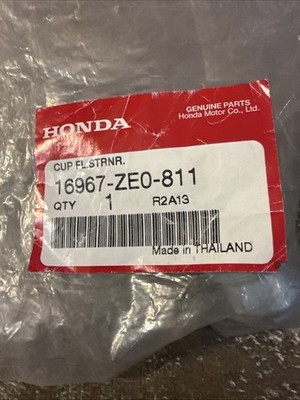 GENUINE PARTS
Honda Motor Co., Ltd.
HONDA
CUP FL.STRNR.
16967-ZE0-811
QTY 1 R2A13
Made in THAILAND